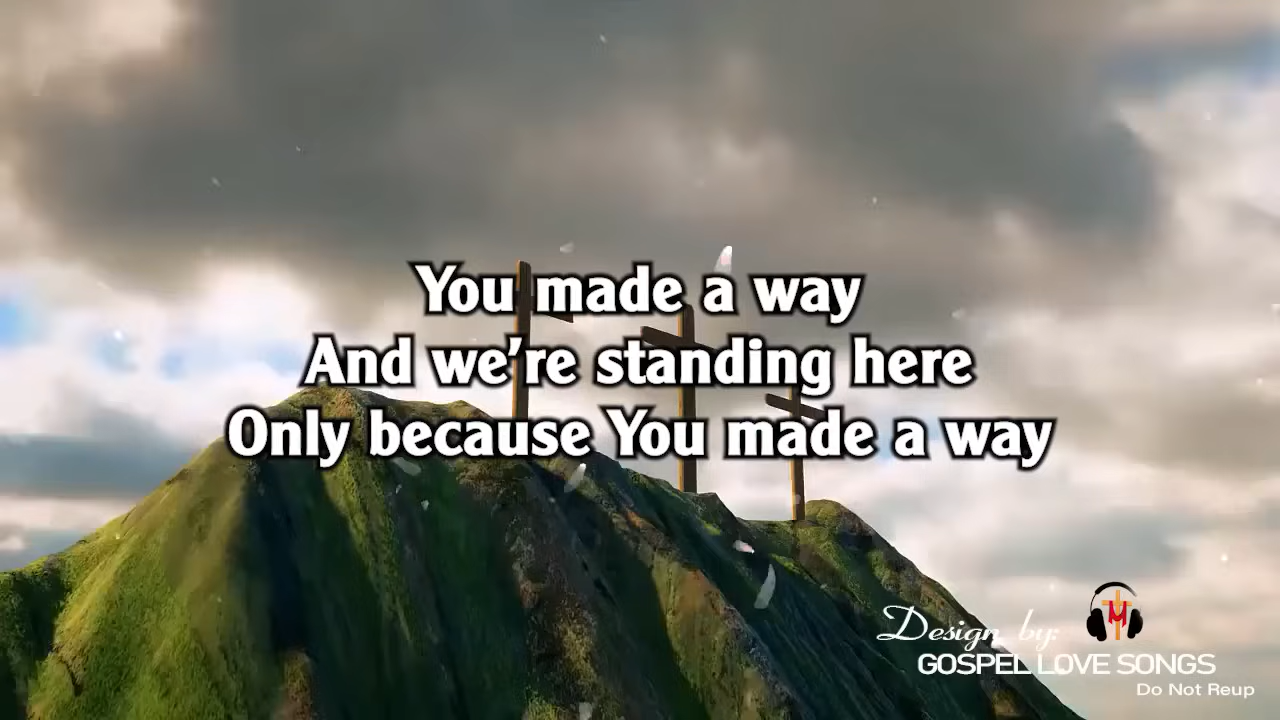 You made a way
And we're standing here
Only because You made a way
Design by:
GOSPEL LOVE SONGS
Do Not Reup